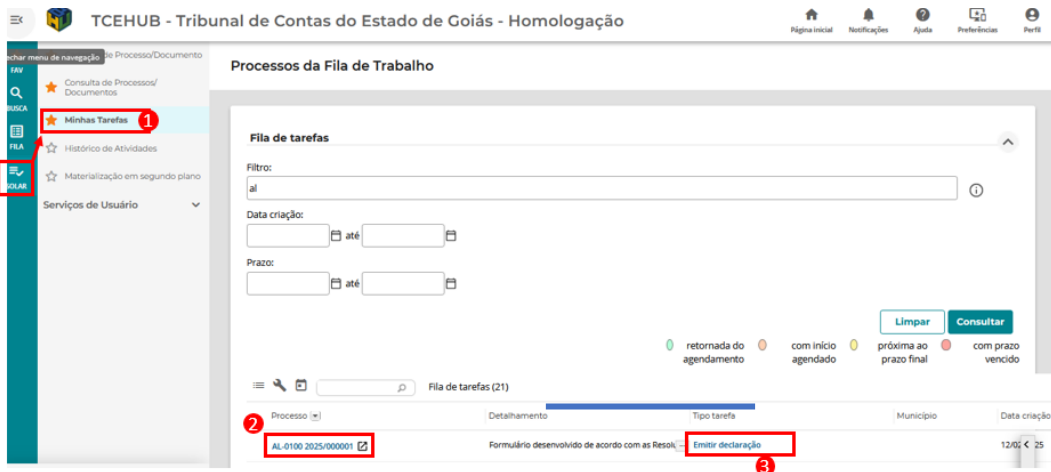 TCEHUB - Tribunal de Contas do Estado de Goiás - Homologação
Página inicial Notificações Ajuda Preferências Perfil
echar menu de navegação de Processo/Documento
FAV
Consulta de Processos/
Documentos
BUSCA
Minhas Tarefas 1
FILA
Histórico de Atividades
SOLAR
Materialização em segundo plano
Serviços de Usuário
Processos da Fila de Trabalho
Fila de tarefas
Filtro:
al
Data criação:
até
Prazo:
até
Limpar Consultar
retornada do agendamento
com início agendado
próxima ao prazo final
com prazo vencido
Fila de tarefas (21)
Processo Detalhamento Tipo tarefa Município Data criação
2
AL-0100 2025/000001 Formulário desenvolvido de acordo com as Resolu ... Emitir declaração 12/02 25
3